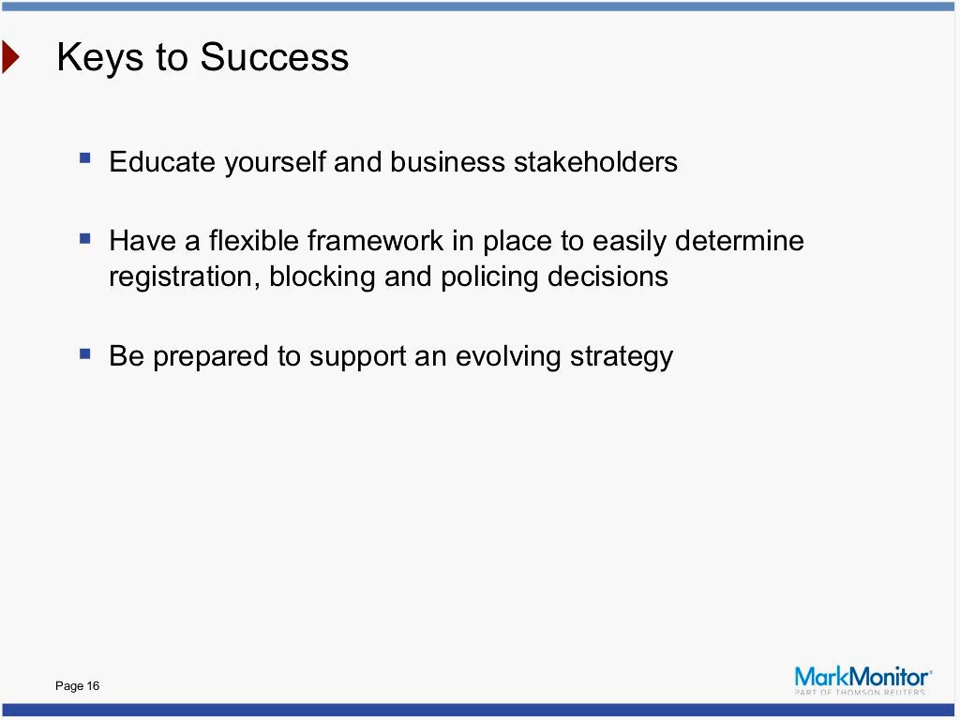 Keys to Success
▪ Educate yourself and business stakeholders
▪ Have a flexible framework in place to easily determine
registration, blocking and policing decisions
▪ Be prepared to support an evolving strategy
Page 16
MarkMonitor®
PART OF THOMSON REUTERS